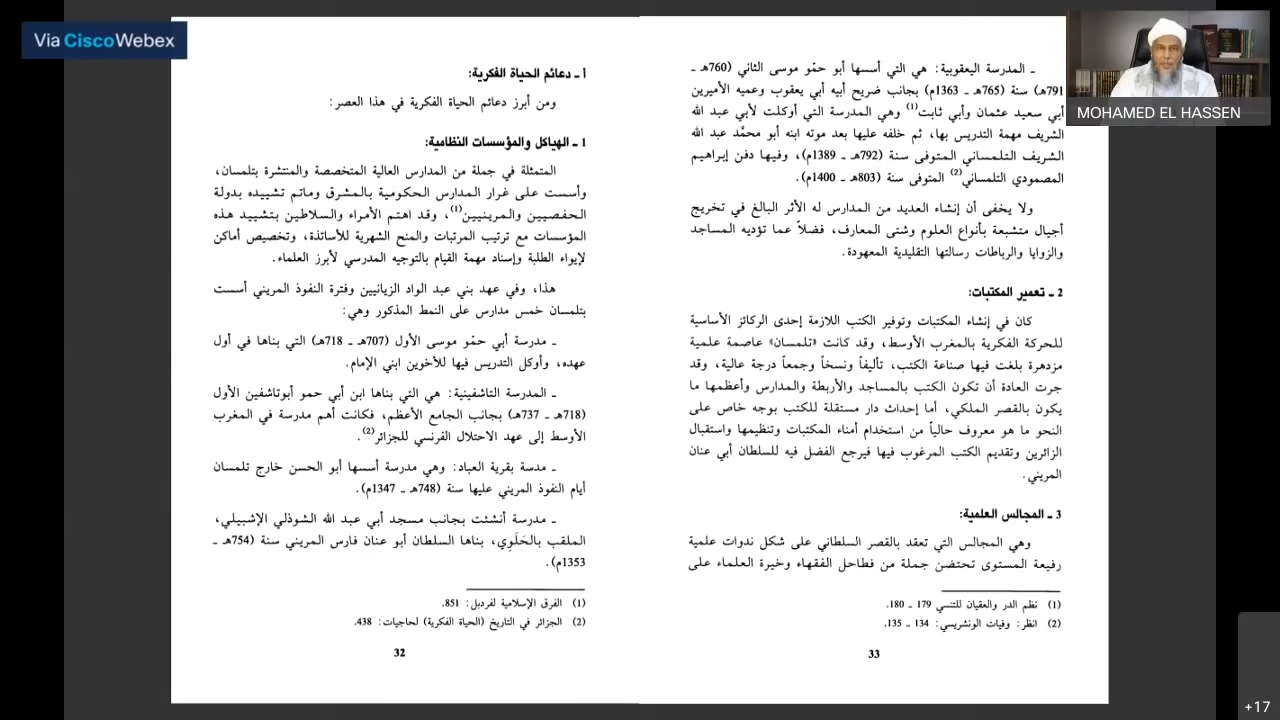 Via CiscoWebex
MOHAMED EL HASSEN
أ ـ دعائم الحياة الفكرية:
ومن أبرز دعائم الحياة الفكرية في هذا العصر:
1 ـ الهياكل والمؤسسات النظامية:
المتمثلة في جملة من المدارس العالية المتخصصة والمنتشرة بتلمسان،
وأسست على غرار المدارس الحكومية بالمشرق وماتم تشييده بدولة
الحفصيين والمرينيين(1)، وقد اهتم الأمراء والسلاطين بتشييد هذه
المؤسسات مع ترتيب المرتبات والمنح الشهرية للأساتذة، وتخصيص أماكن
لإيواء الطلبة وإسناد مهمة القيام بالتوجيه المدرسي لأبرز العلماء.
هذا، وفي عهد بني عبد الواد الزيانيين وفترة النفوذ المريني أسست
بتلمسان خمس مدارس على النمط المذكور وهي:
ـ مدرسة أبي حمّو موسى الأول (707هـ ـ 718هـ) التي بناها في أول
عهده، وأوكل التدريس فيها للأخوين ابني الإمام.
ـ المدرسة التاشفينية: هي التي بناها ابن أبي حمو أبوتاشفين الأول
(718هـ ـ 737هـ) بجانب الجامع الأعظم، فكانت أهم مدرسة في المغرب
الأوسط إلى عهد الاحتلال الفرنسي للجزائر(2).
ـ مدسة بقرية العباد: وهي مدرسة أسسها أبو الحسن خارج تلمسان
أيام النفوذ المريني عليها سنة (748هـ ـ 1347م).
ـ مدرسة أنشئت بجانب مسجد أبي عبد الله الشوذلي الإشبيلي،
الملقب بالحَلَوِي، بناها السلطان أبو عنان فارس المريني سنة (754هـ ـ
1353م).
(1) الفرق الإسلامية لفردبل: 851.
(2) الجزائر في التاريخ (الحياة الفكرية) لحاجيات: 438.
32
ـ المدرسة اليعقوبية: هي التي أسسها أبو حمّو موسى الثاني (760هـ ـ
791هـ) سنة (765هـ ـ 1363م) بجانب ضريح أبيه أبي يعقوب وعميه الأميرين
أبي سعيد عثمان وأبي ثابت(1) وهي المدرسة التي أوكلت لأبي عبد الله
الشريف مهمة التدريس بها، ثم خلفه عليها بعد موته ابنه أبو محمَّد عبد الله
الشريف التلمساني المتوفى سنة (792هـ ـ 1389م)، وفيها دفن إبراهيم
المصمودي التلمساني(2) المتوفى سنة (803هـ ـ 1400م).
ولا يخفى أن إنشاء العديد من المدارس له الأثر البالغ في تخريج
أجيال متشبعة بأنواع العلوم وشتى المعارف، فضلاً عما تؤديه المساجد
والزوايا والرباطات رسالتها التقليدية المعهودة.
2 ـ تعمير المكتبات:
كان في إنشاء المكتبات وتوفير الكتب اللازمة إحدى الركائز الأساسية
للحركة الفكرية بالمغرب الأوسط، وقد كانت «تلمسان» عاصمة علمية
مزدهرة بلغت فيها صناعة الكتب، تأليفاً ونسخاً وجمعاً درجة عالية، وقد
جرت العادة أن تكون الكتب بالمساجد والأربطة والمدارس وأعظمها ما
يكون بالقصر الملكي، أما إحداث دار مستقلة للكتب بوجه خاص على
النحو ما هو معروف حالياً من استخدام أمناء المكتبات وتنظيمها واستقبال
الزائرين وتقديم الكتب المرغوب فيها فيرجع الفضل فيه للسلطان أبي عنان
المريني.
3 ـ المجالس العلمية:
وهي المجالس التي تعقد بالقصر السلطاني على شكل ندوات علمية
رفيعة المستوى تحتضن جملة من فطاحل الفقهاء وخيرة العلماء على
(1) نظم الدر والعقيان للتنسي 179 ـ 180.
(2) انظر: وفيات الونشريسي: 134 ـ 135.
33
+17